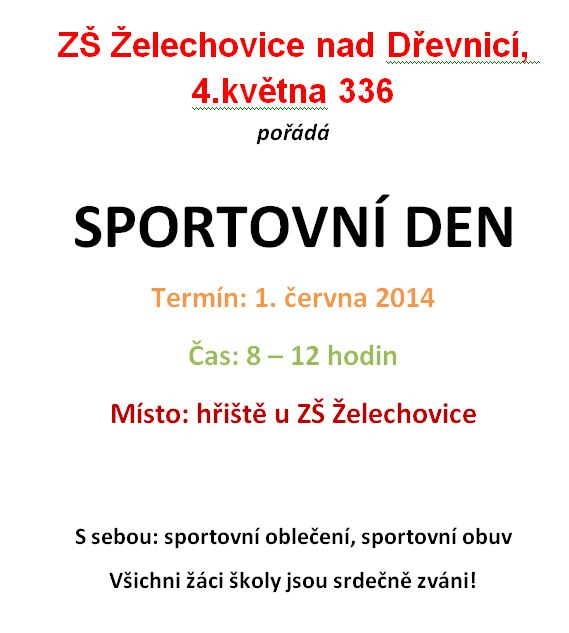 ZŠ Želechovice nad Dřevnicí,
4.května 336
pořádá
SPORTOVNÍ DEN
Termín: 1. června 2014
Čas: 8 – 12 hodin
Místo: hřiště u ZŠ Želechovice
S sebou: sportovní oblečení, sportovní obuv
Všichni žáci školy jsou srdečně zváni!